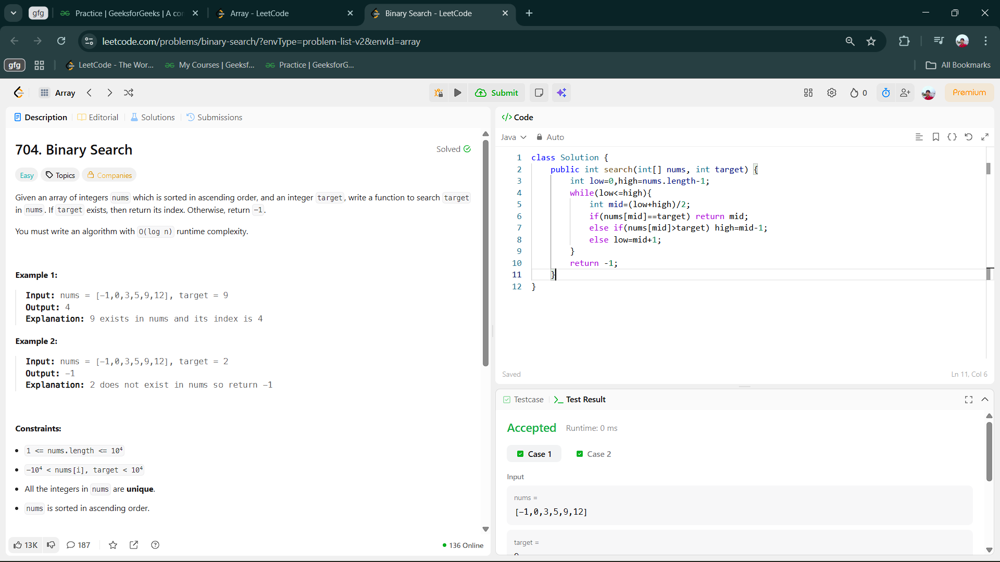 gfg
Practice | GeeksforGeeks | A co
Array - LeetCode
Binary Search - LeetCode
leetcode.com/problems/binary-search/?envType=problem-list-v2&envId=array
gfg
LeetCode - The Wor...
My Courses | Geeksf...
Practice | GeeksforG...
All Bookmarks
Array
Submit
0
Premium
Description
Editorial
Solutions
Submissions
704. Binary Search
Solved
Easy
Topics
Companies
Given an array of integers nums which is sorted in ascending order, and an integer target, write a function to search target
in nums. If target exists, then return its index. Otherwise, return -1.
You must write an algorithm with O(log n) runtime complexity.
Example 1:
Input: nums = [-1,0,3,5,9,12], target = 9
Output: 4
Explanation: 9 exists in nums and its index is 4
Example 2:
Input: nums = [-1,0,3,5,9,12], target = 2
Output: -1
Explanation: 2 does not exist in nums so return -1
Constraints:
• 1 <= nums.length <= 10⁴
• -10⁴ < nums[i], target < 10⁴
• All the integers in nums are unique.
• nums is sorted in ascending order.
13K
187
136 Online
</> Code
Java
Auto
1 class Solution {
2 public int search(int[] nums, int target) {
3 int low=0,high=nums.length-1;
4 while(low<=high){
5 int mid=(low+high)/2;
6 if(nums[mid]==target) return mid;
7 else if(nums[mid]>target) high=mid-1;
8 else low=mid+1;
9 }
10 return -1;
11 }
12 }
Saved
Ln 11, Col 6
Testcase
>_ Test Result
Accepted
Runtime: 0 ms
Case 1
Case 2
Input
nums =
[-1,0,3,5,9,12]
target =